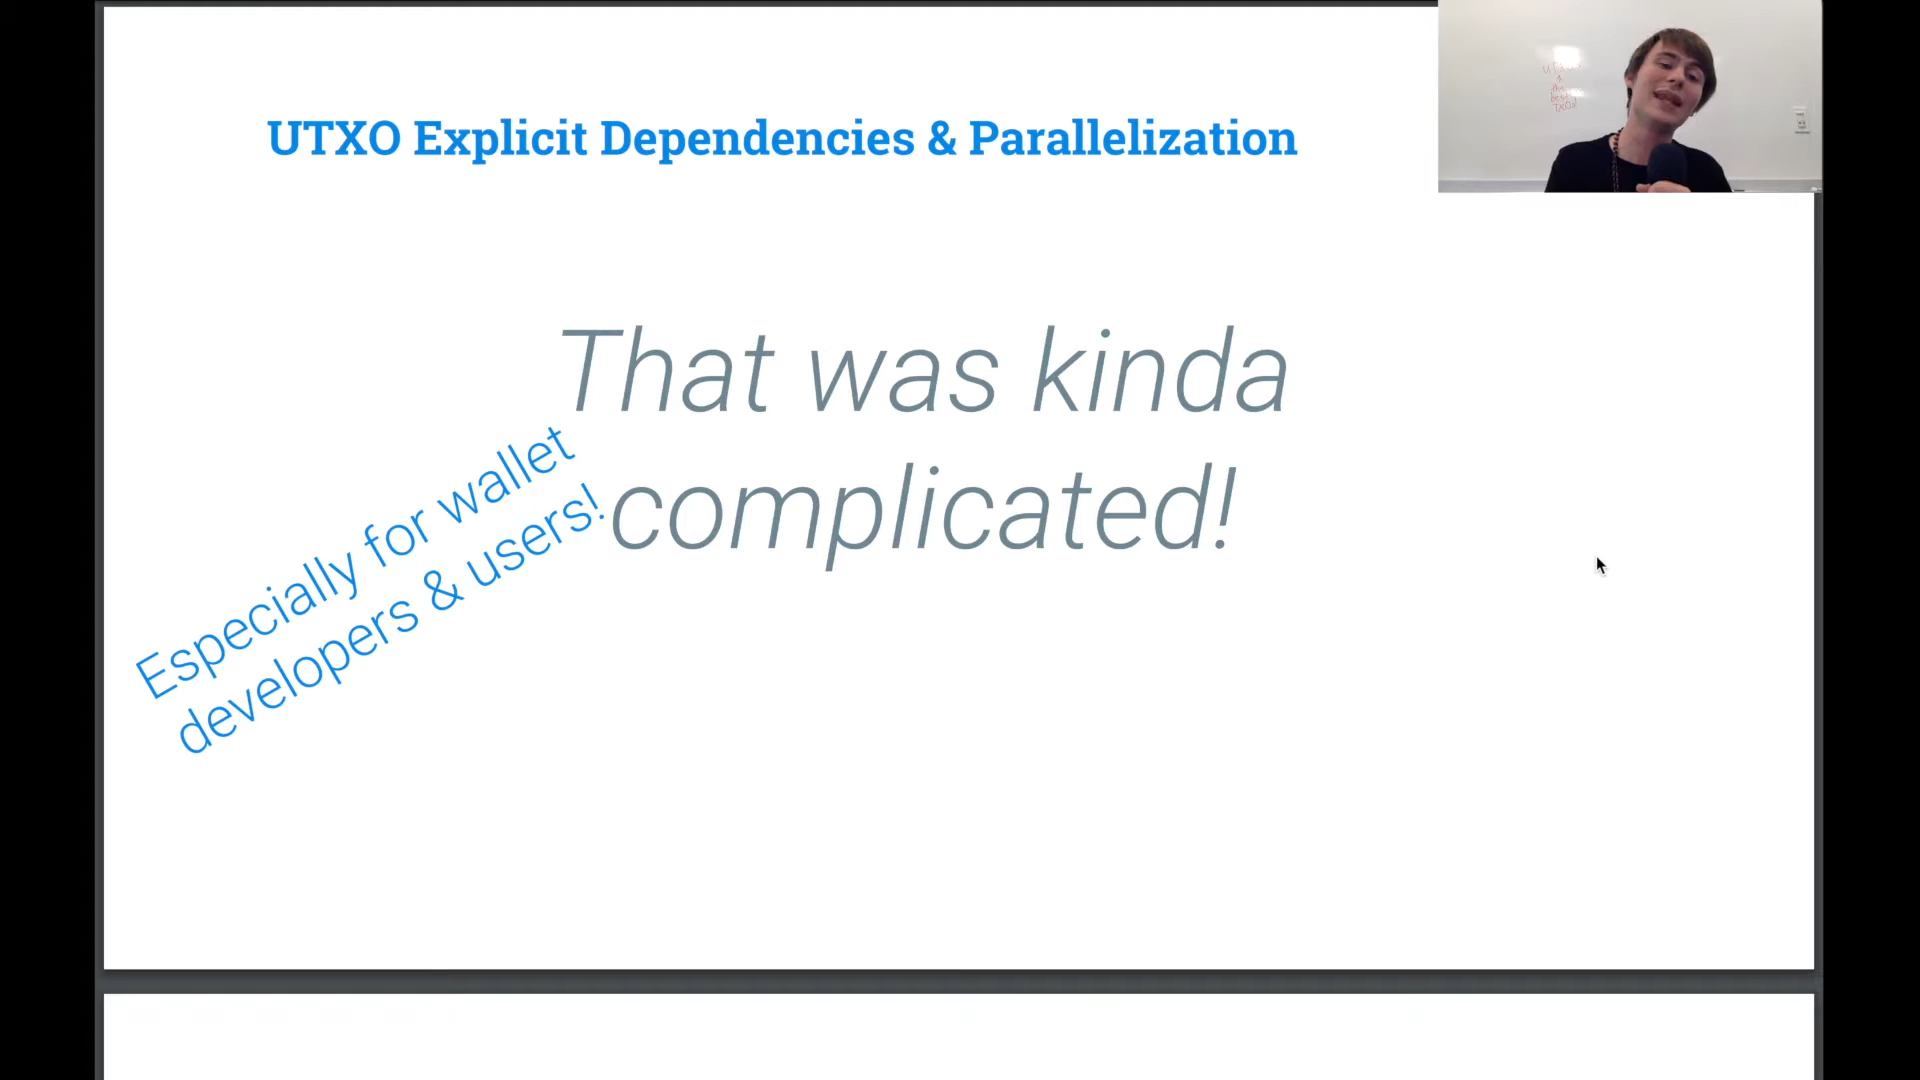 UTXO Explicit Dependencies & Parallelization
That was kinda
complicated!
Especially for wallet
developers & users!